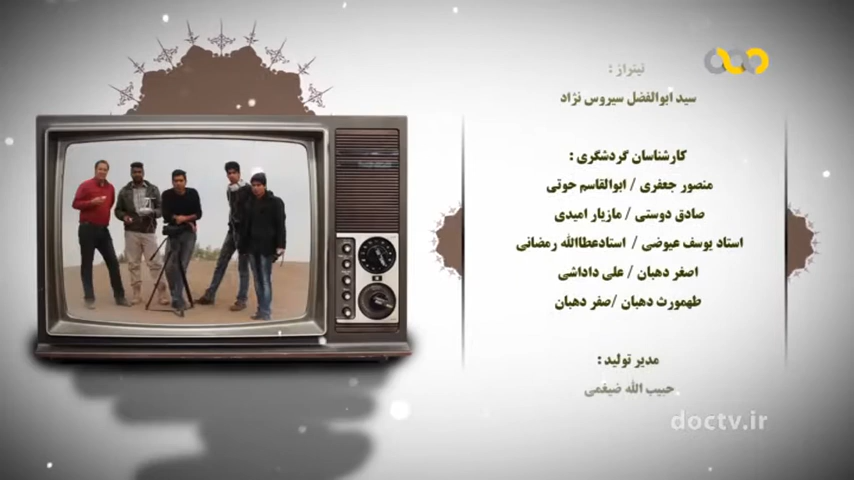 تیتراژ :
سید ابوالفضل سیروس نژاد
کارشناسان گردشگری :
منصور جعفری / ابوالقاسم حوتی
صادق دوستی / مازیار امیدی
استاد یوسف عیوضی / استادعطاالله رمضانی
اصغر دهبان / علی داداشی
طهمورث دهبان /صفر دهبان
مدیر تولید :
حبیب الله ضیغمی
doctv.ir